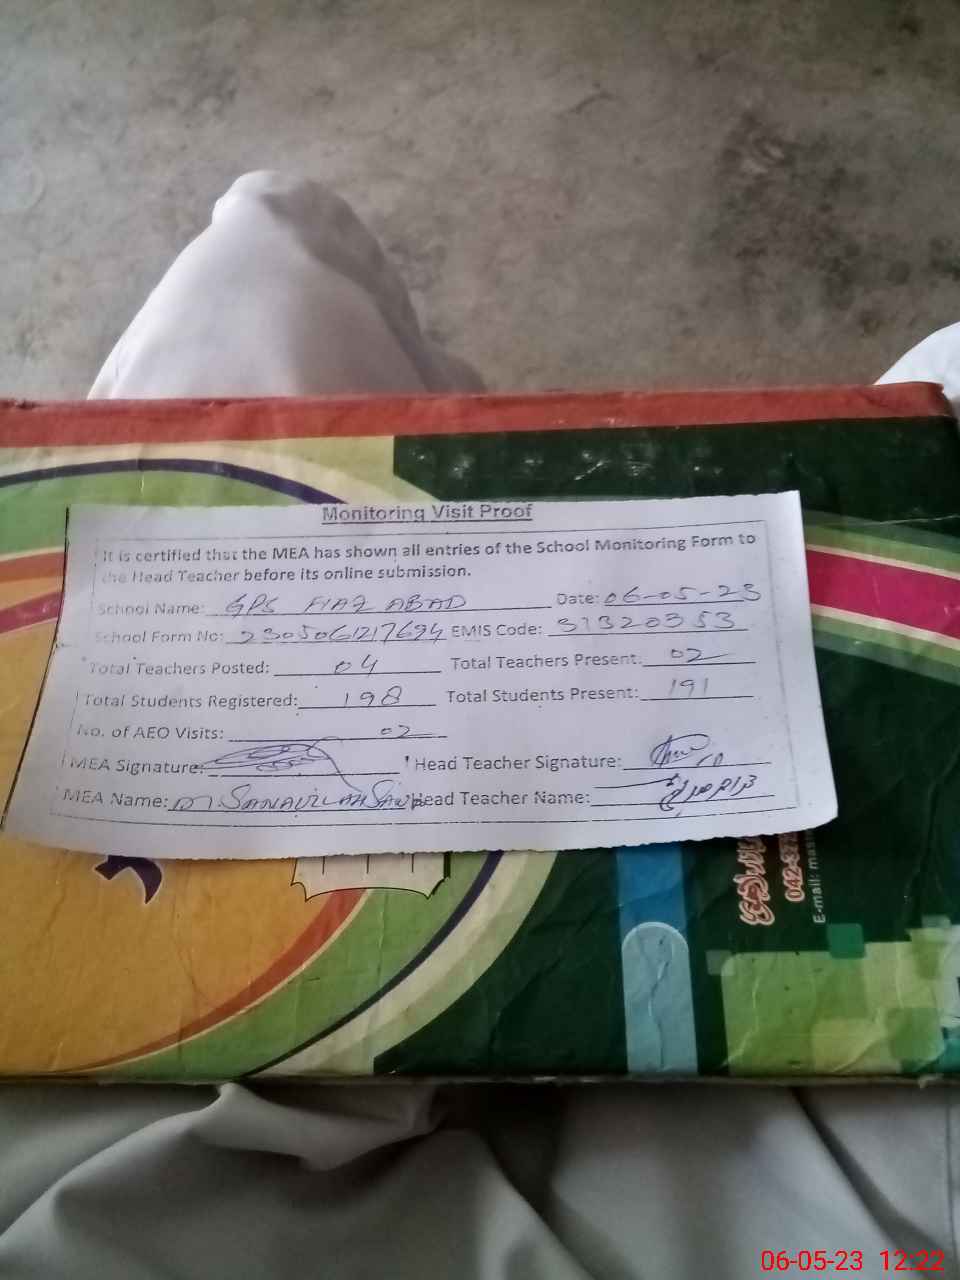 Monitoring Visit Proof
It is certified that the MEA has shown all entries of the School Monitoring Form to
the Head Teacher before its online submission.
School Name: GPS FIAZ ABAD Date: 06-05-23
School Form No: 2305061217694 EMIS Code: 31320353
Total Teachers Posted: 04 Total Teachers Present: 02
Total Students Registered: 198 Total Students Present: 191
No. of AEO Visits: 02
MEA Signature: Head Teacher Signature:
MEA Name: Head Teacher Name:
042-372
E-mail: mas
06-05-23 12:22